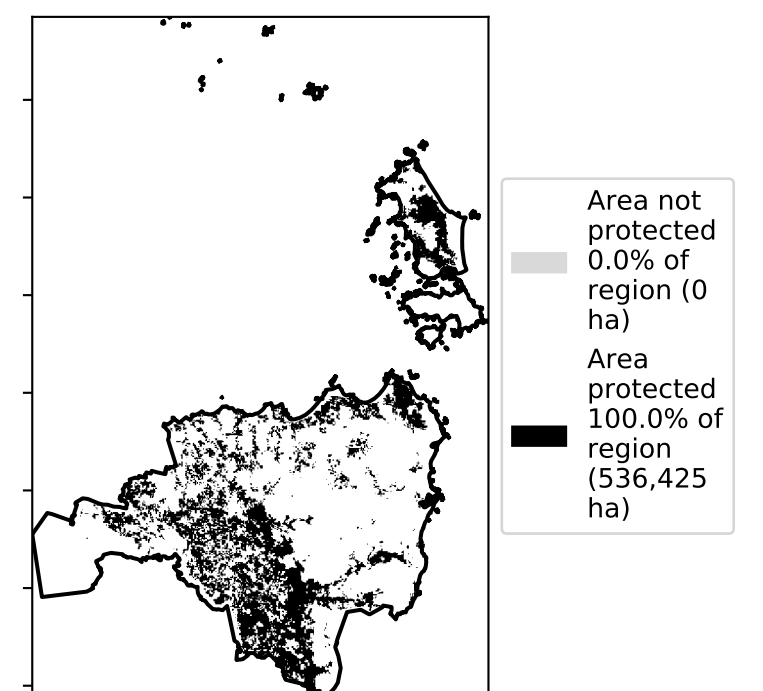 Area not
protected
0.0% of
region (0
ha)
Area
protected
100.0% of
region
(536,425
ha)